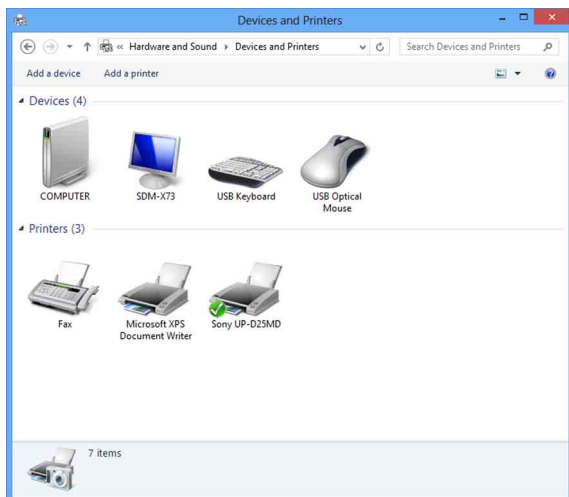 Devices and Printers
« Hardware and Sound ▸ Devices and Printers
Search Devices and Printers
Add a device Add a printer
Devices (4)
COMPUTER
SDM-X73
USB Keyboard
USB Optical
Mouse
Printers (3)
Fax
Microsoft XPS
Document Writer
Sony UP-D25MD
7 items